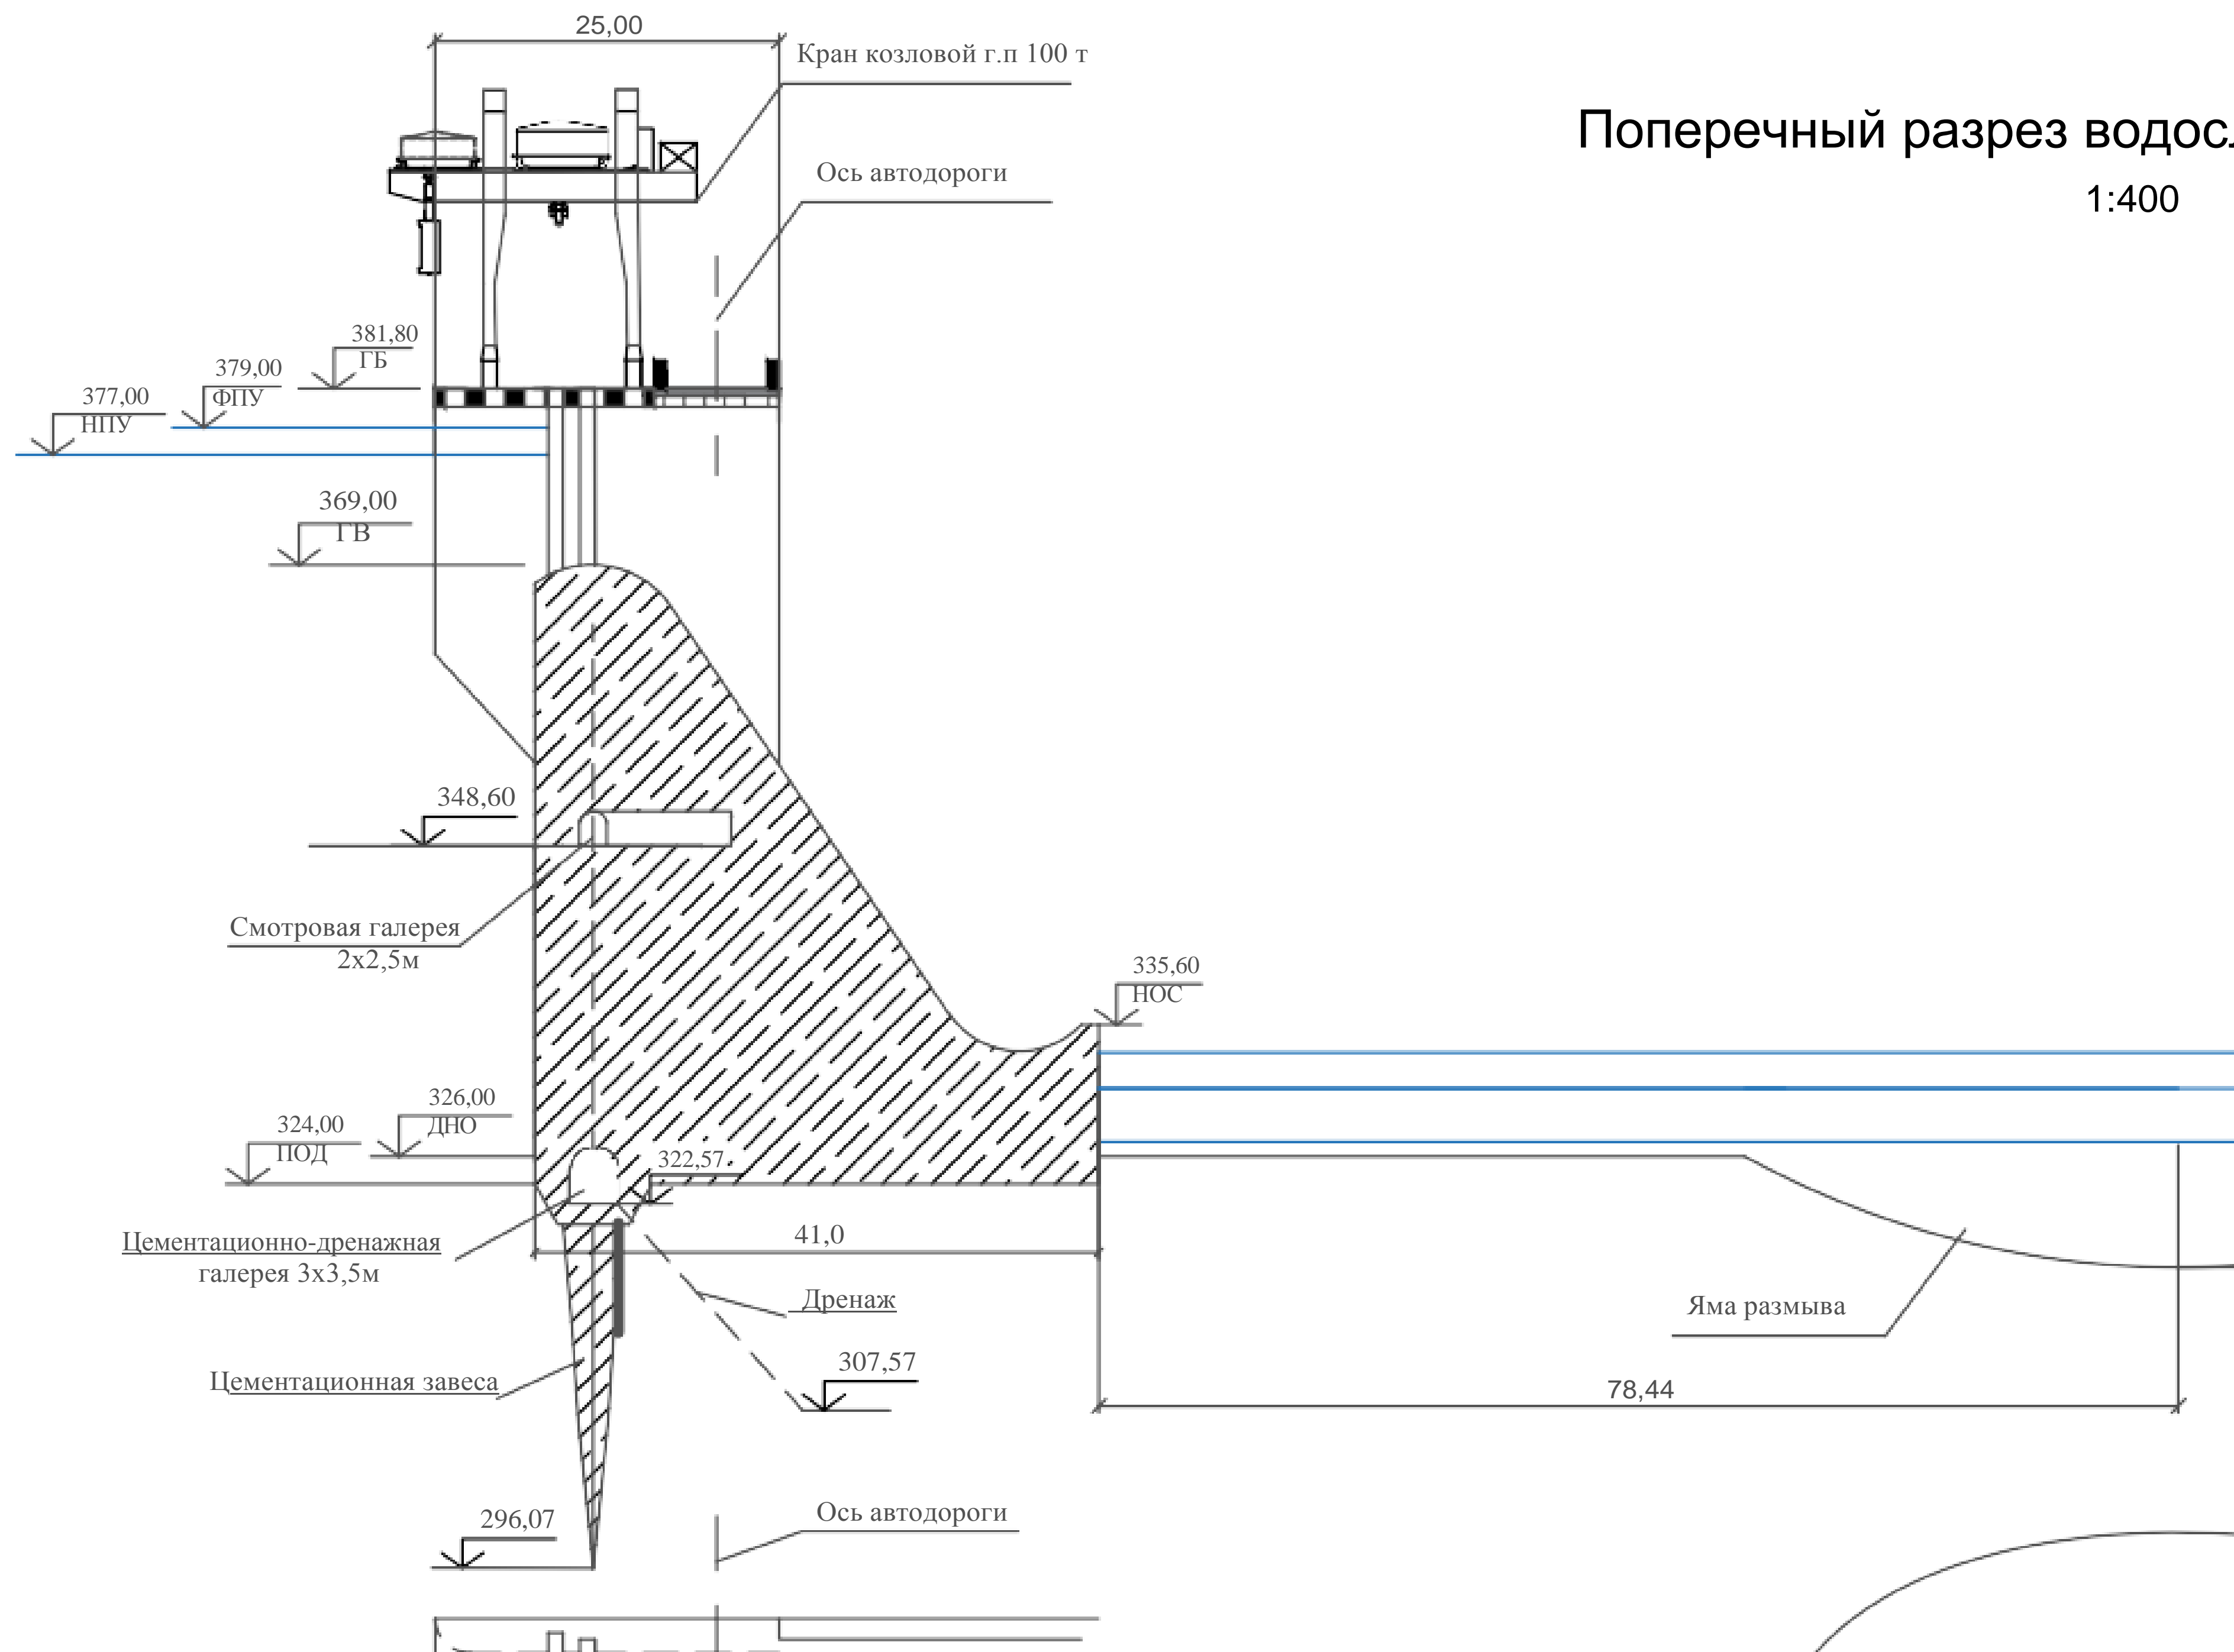 25,00
Кран козловой г.п 100 т
Поперечный разрез
1:400
Ось автодороги
381,80
ГБ
379,00
ФПУ
377,00
НПУ
369,00
ГВ
348,60
Смотровая галерея
2х2,5м
335,60
НОС
326,00
ДНО
324,00
ПОД
322,57
41,0
Цементационно-дренажная
галерея 3х3,5м
Дренаж
Яма размыва
307,57
Цементационная завеса
78,44
296,07
Ось автодороги